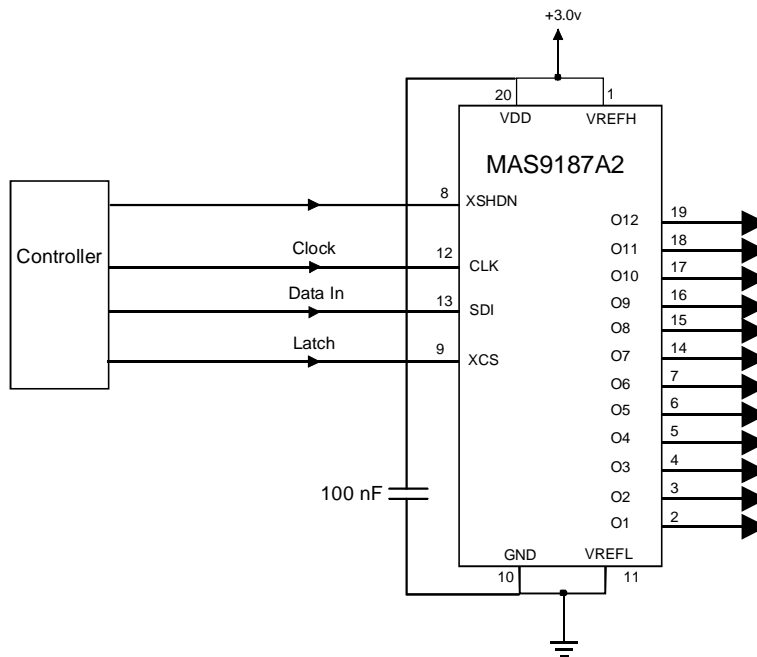 +3.0v
20 1
VDD VREFH
MAS9187A2
Controller
8 XSHDN
Clock 12 CLK
Data In 13 SDI
Latch 9 XCS
O12 19
O11 18
O10 17
O9 16
O8 15
O7 14
O6 7
O5 6
O4 5
O3 4
O2 3
O1 2
100 nF
GND VREFL
10 11